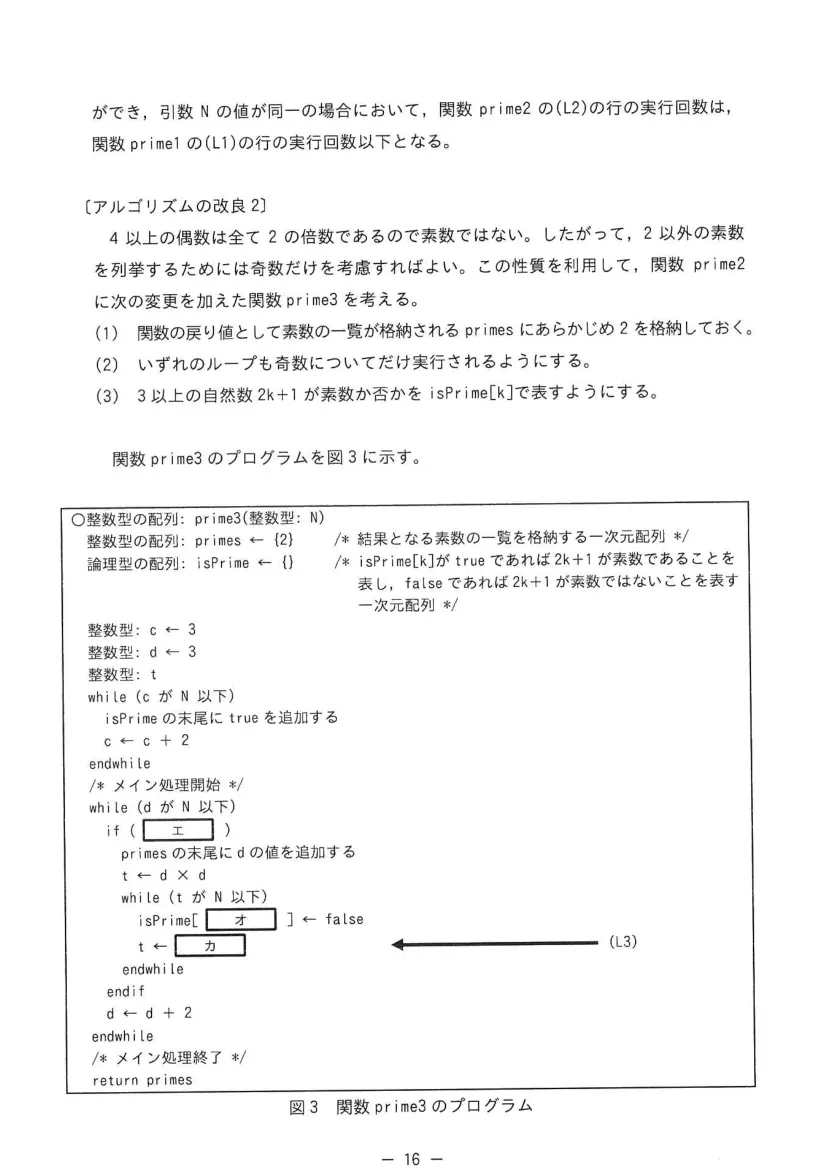 ができ，引数 N の値が同一の場合において，関数 prime2 の(L2)の行の実行回数は，
関数 prime1 の(L1)の行の実行回数以下となる。
〔アルゴリズムの改良 2〕
4 以上の偶数は全て 2 の倍数であるので素数ではない。したがって，2 以外の素数
を列挙するためには奇数だけを考慮すればよい。この性質を利用して，関数 prime2
に次の変更を加えた関数 prime3 を考える。
(1) 関数の戻り値として素数の一覧が格納される primes にあらかじめ 2 を格納しておく。
(2) いずれのループも奇数についてだけ実行されるようにする。
(3) 3 以上の自然数 2k＋1 が素数か否かを isPrime[k]で表すようにする。
関数 prime3 のプログラムを図 3 に示す。
○整数型の配列: prime3(整数型: N)
整数型の配列: primes ← {2} /* 結果となる素数の一覧を格納する一次元配列 */
論理型の配列: isPrime ← {} /* isPrime[k]が true であれば 2k＋1 が素数であることを
表し，false であれば 2k＋1 が素数ではないことを表す
一次元配列 */
整数型: c ← 3
整数型: d ← 3
整数型: t
while (c が N 以下)
isPrime の末尾に true を追加する
c ← c ＋ 2
endwhile
/* メイン処理開始 */
while (d が N 以下)
if ( エ )
primes の末尾に d の値を追加する
t ← d × d
while (t が N 以下)
isPrime[ オ ] ← false
t ← カ (L3)
endwhile
endif
d ← d ＋ 2
endwhile
/* メイン処理終了 */
return primes
図 3 関数 prime3 のプログラム
－ 16 －